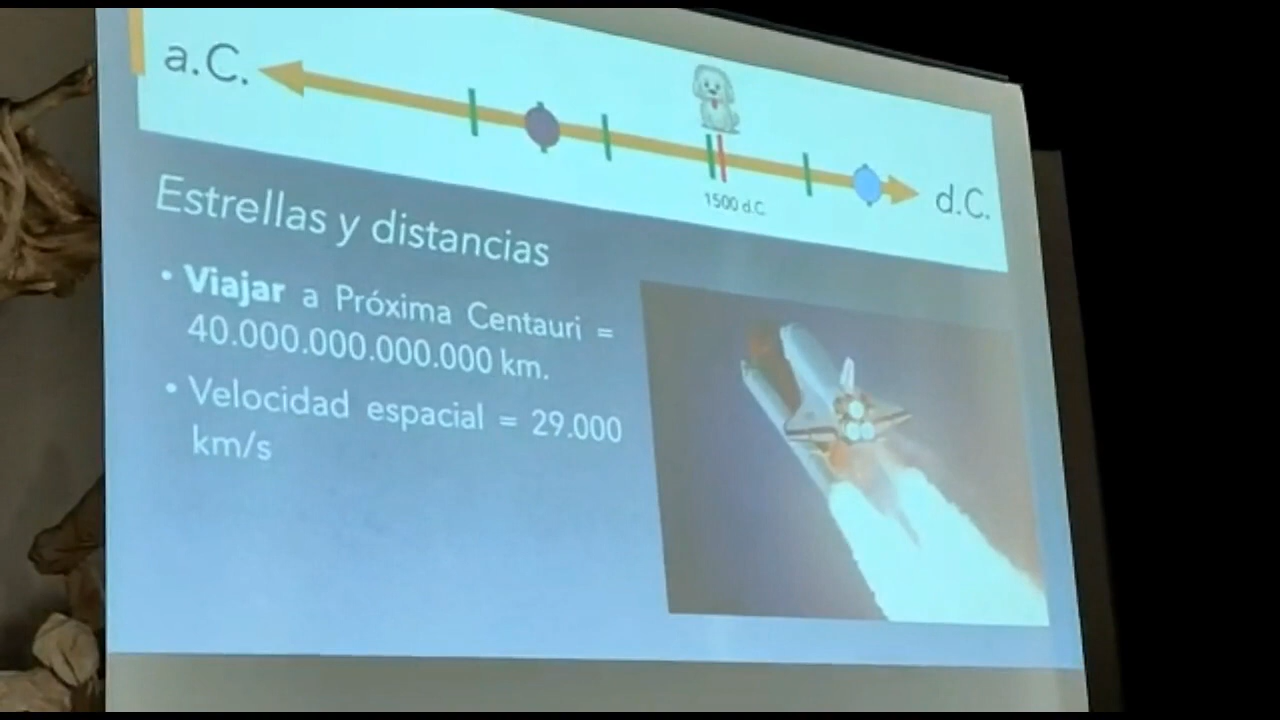 a.C.
d.C.
1500 d.C
Estrellas y distancias
• Viajar a Próxima Centauri =
40.000.000.000.000 km.
• Velocidad espacial = 29.000
km/s